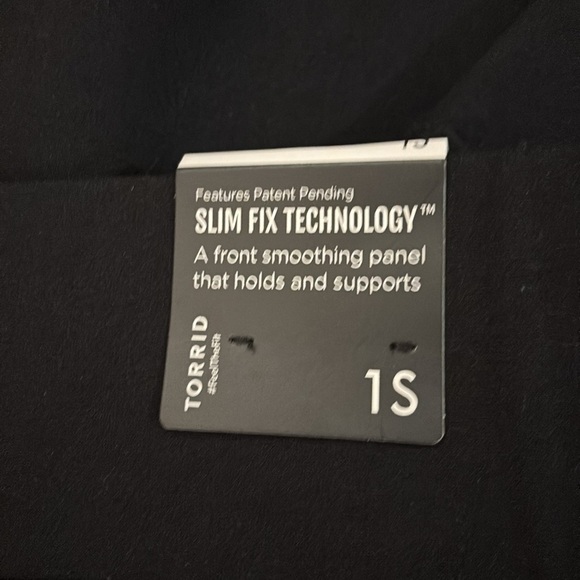 Features Patent Pending
SLIM FIX TECHNOLOGY™
A front smoothing panel
that holds and supports
TORRID
#FeelTheFit
1S